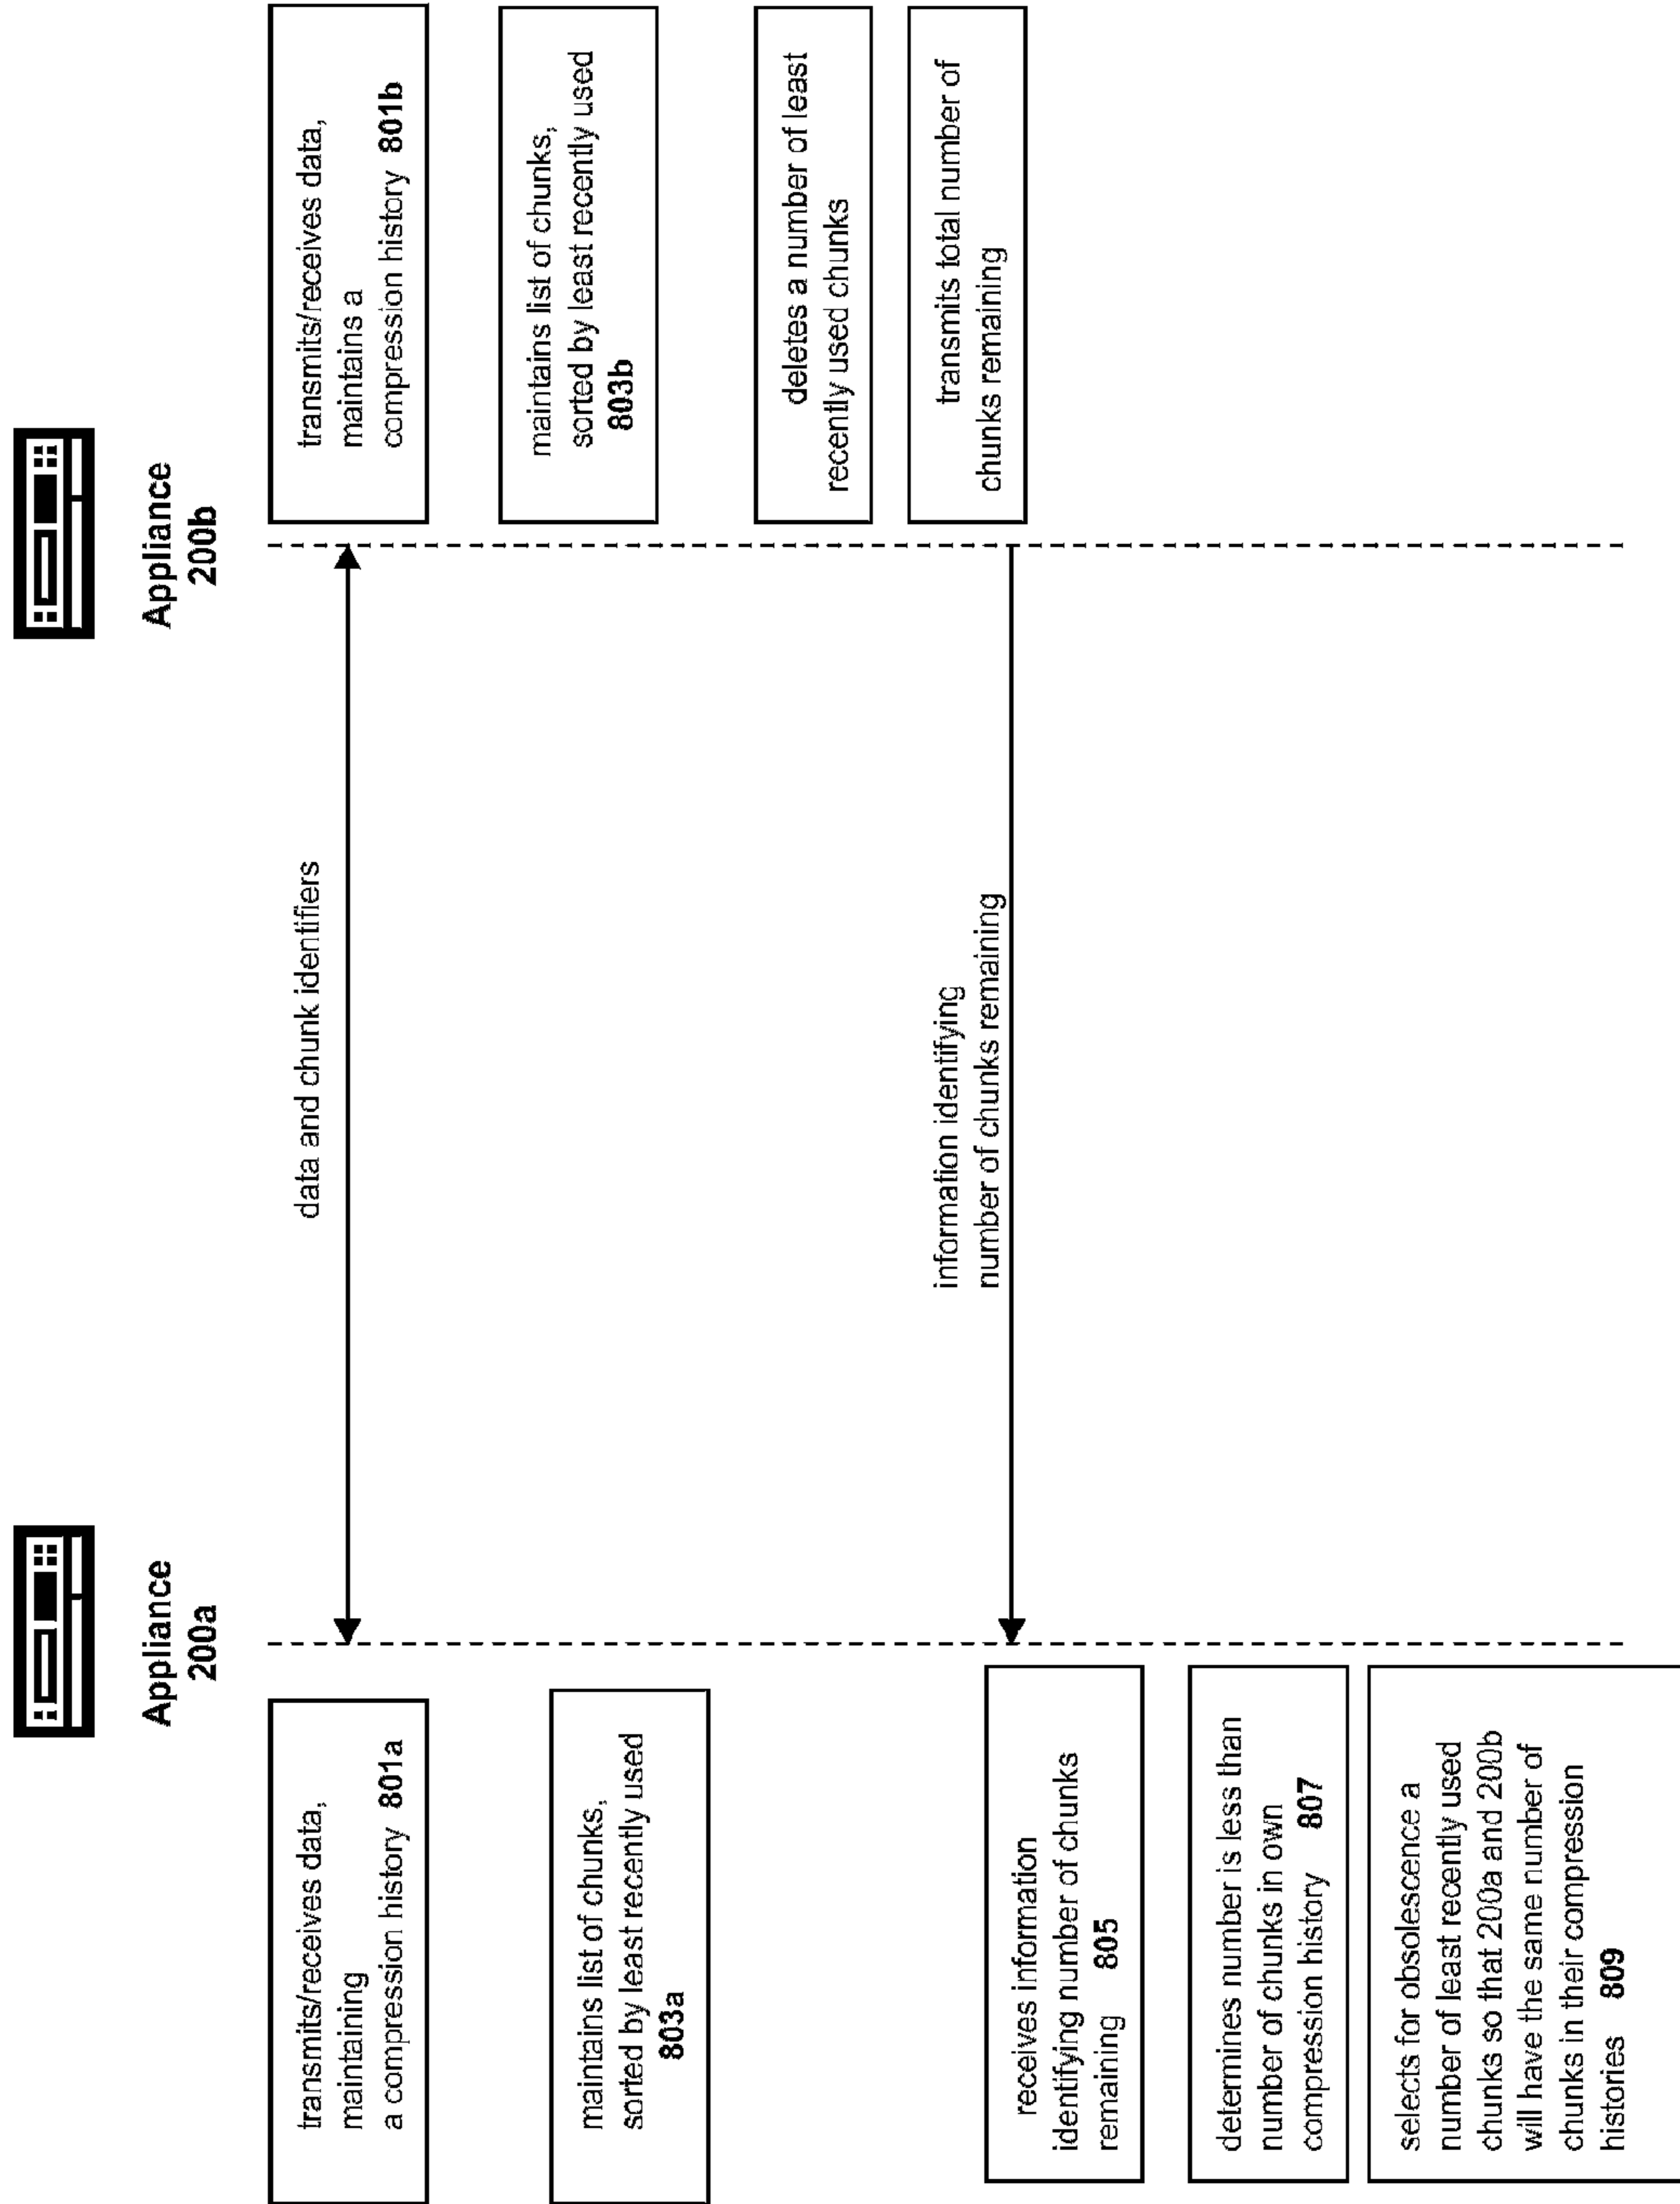 Appliance
200a
Appliance
200b
transmits/receives data,
maintaining
a compression history 801a
data and chunk identifiers
transmits/receives data,
maintains a
compression history 801b
maintains list of chunks,
sorted by least recently used
803a
maintains list of chunks,
sorted by least recently used
803b
deletes a number of least
recently used chunks
transmits total number of
chunks remaining
information identifying
number of chunks remaining
receives information
identifying number of chunks
remaining 805
determines number is less than
number of chunks in own
compression history 807
selects for obsolescence a
number of least recently used
chunks so that 200a and 200b
will have the same number of
chunks in their compression
histories 809